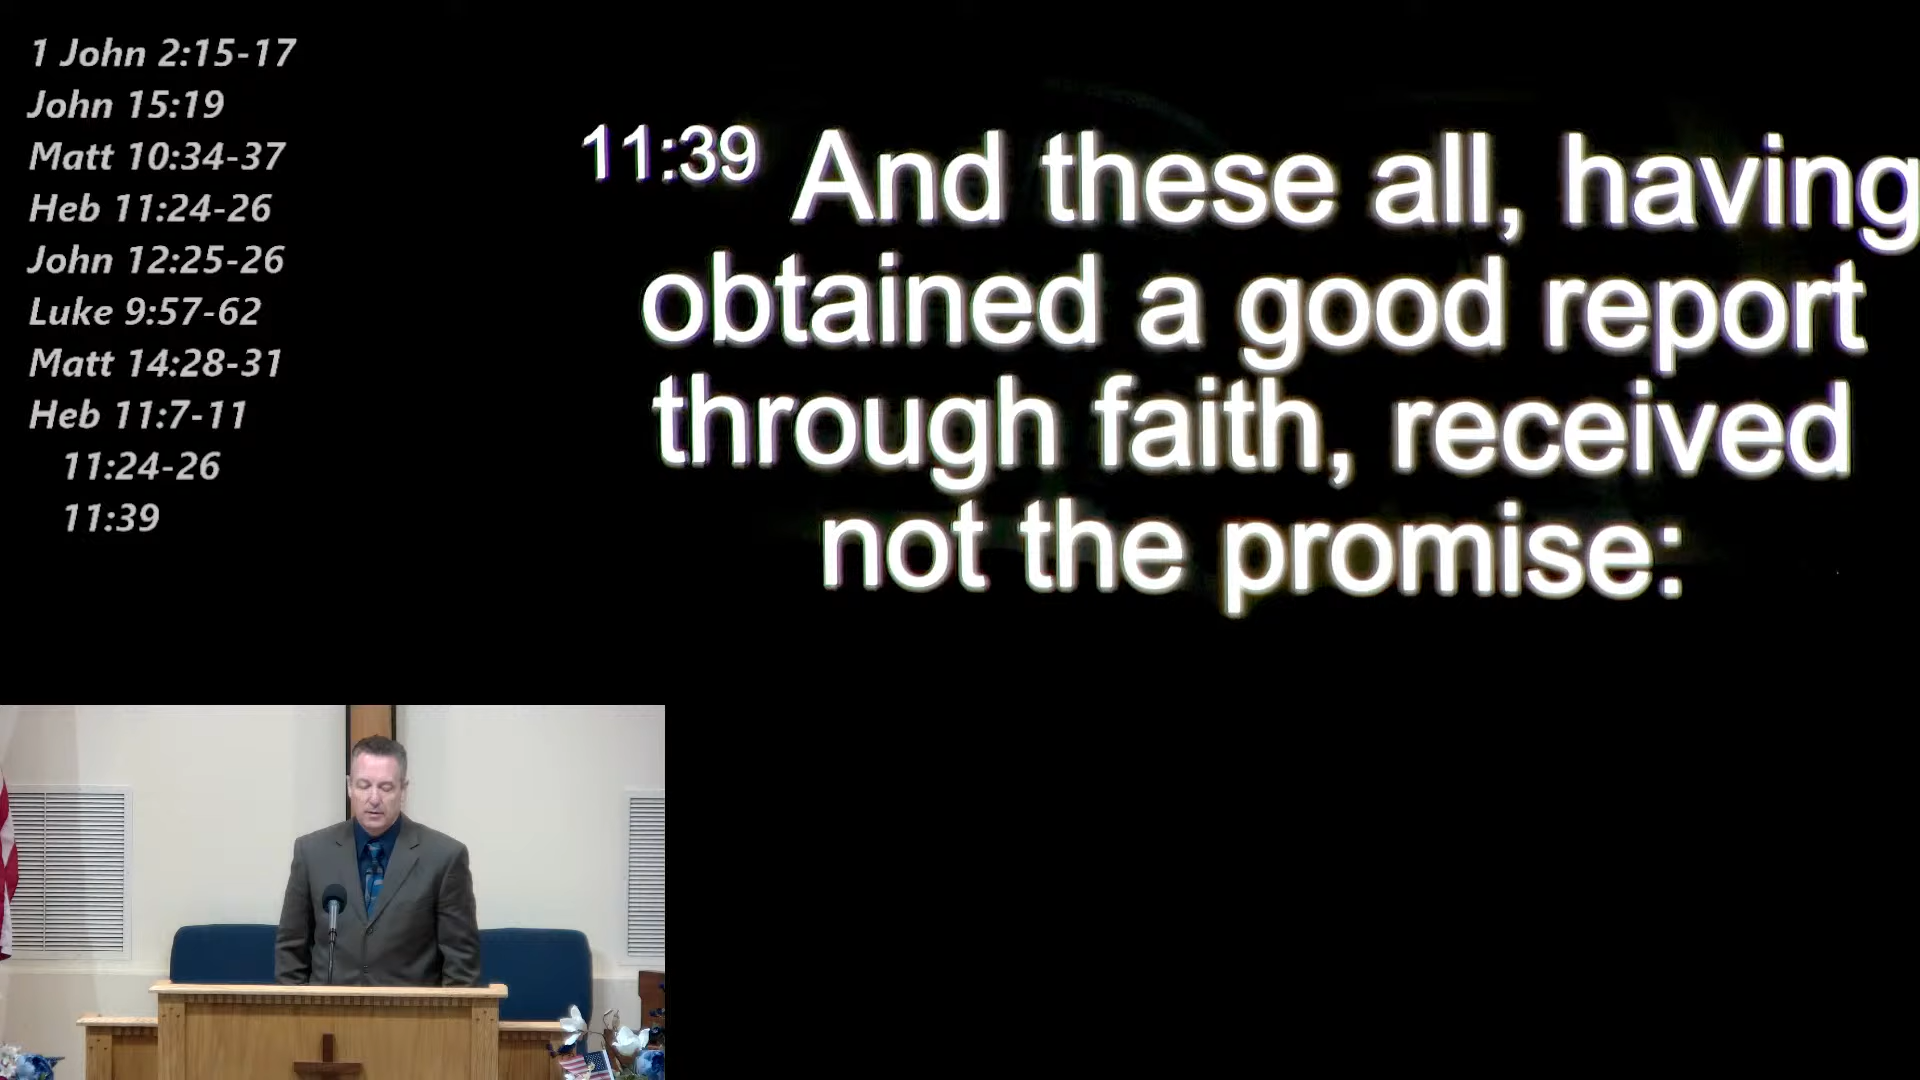 1 John 2:15-17
John 15:19
Matt 10:34-37
Heb 11:24-26
John 12:25-26
Luke 9:57-62
Matt 14:28-31
Heb 11:7-11
11:24-26
11:39
11:39 And these all, having
obtained a good report
through faith, received
not the promise: